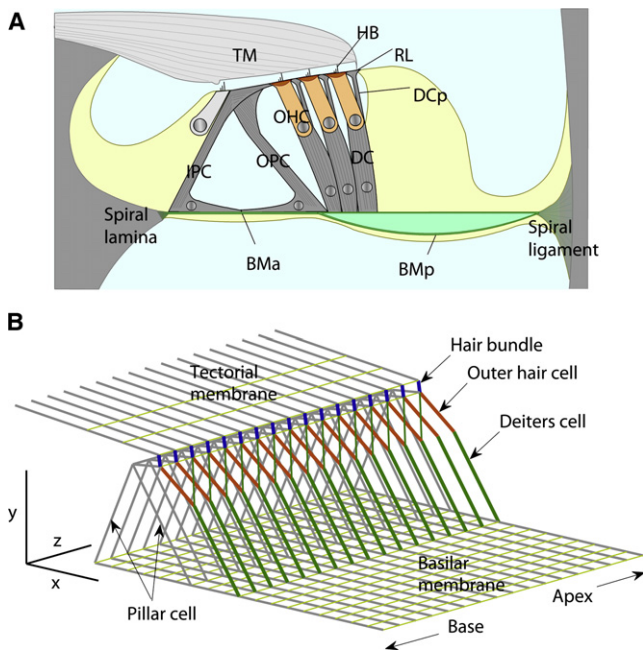 A
TM
HB
RL
DCp
OHC
IPC
OPC
DC
Spiral
lamina
BMa
BMp
Spiral
ligament
B
Hair bundle
Outer hair cell
Tectorial
membrane
Deiters cell
y
z
x
Pillar cell
Basilar
membrane
Apex
Base